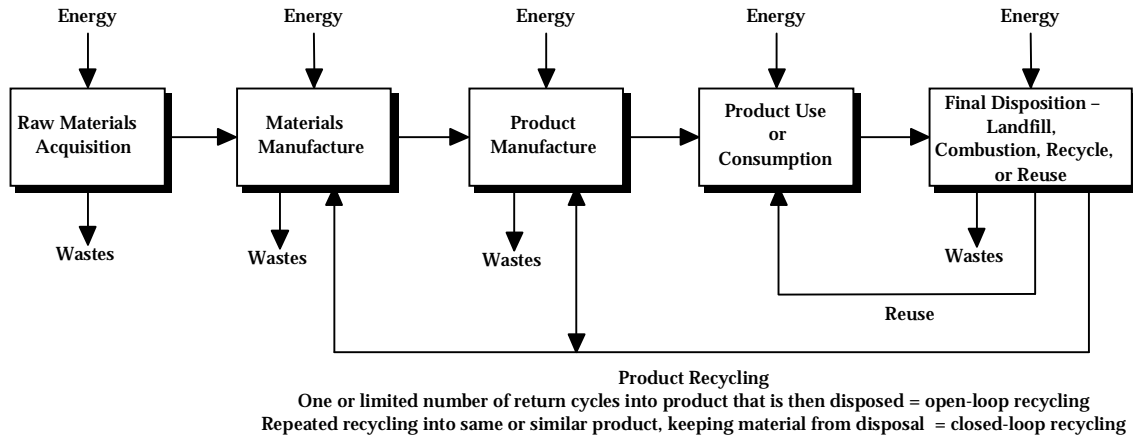 Energy
Energy
Energy
Energy
Energy
Raw Materials
Acquisition
Materials
Manufacture
Product
Manufacture
Product Use
or
Consumption
Final Disposition –
Landfill,
Combustion, Recycle,
or Reuse
Wastes
Wastes
Wastes
Wastes
Reuse
Product Recycling
One or limited number of return cycles into product that is then disposed = open-loop recycling
Repeated recycling into same or similar product, keeping material from disposal = closed-loop recycling